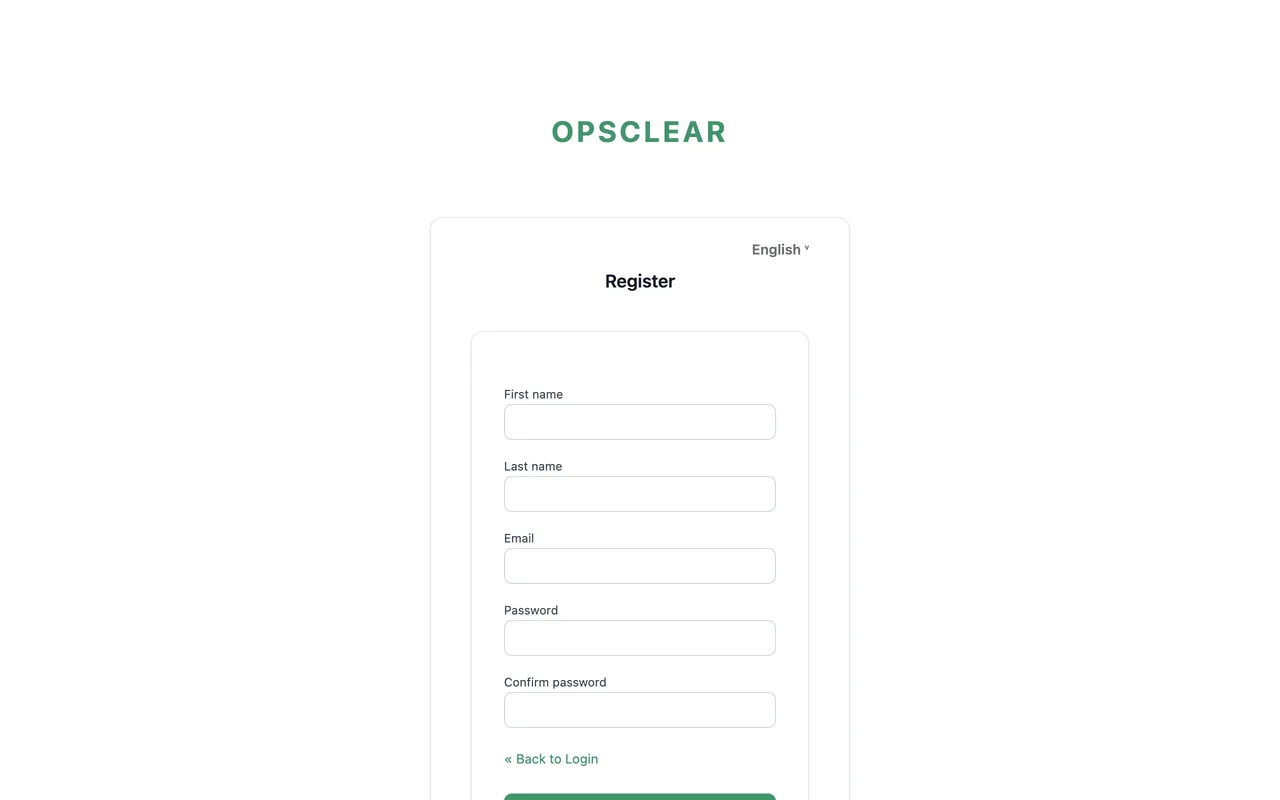 OPSCLEAR
English ˅
Register
First name
Last name
Email
Password
Confirm password
« Back to Login